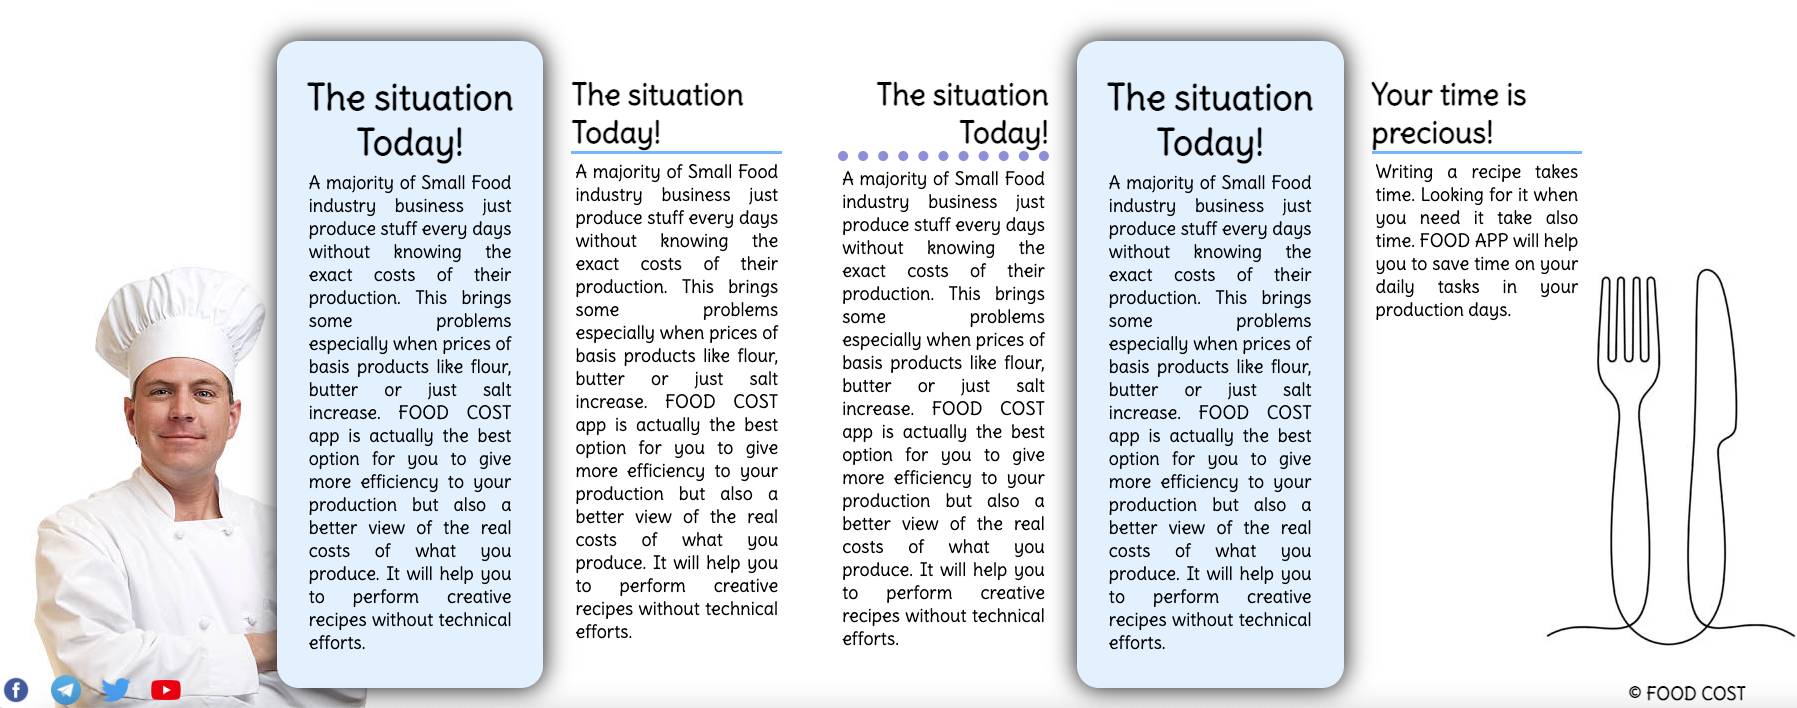 The situation
Today!
A majority of Small Food
industry business just
produce stuff every days
without knowing the
exact costs of their
production. This brings
some problems
especially when prices of
basis products like flour,
butter or just salt
increase. FOOD COST
app is actually the best
option for you to give
more efficiency to your
production but also a
better view of the real
costs of what you
produce. It will help you
to perform creative
recipes without technical
efforts.
The situation
Today!
A majority of Small Food
industry business just
produce stuff every days
without knowing the
exact costs of their
production. This brings
some problems
especially when prices of
basis products like flour,
butter or just salt
increase. FOOD COST
app is actually the best
option for you to give
more efficiency to your
production but also a
better view of the real
costs of what you
produce. It will help you
to perform creative
recipes without technical
efforts.
The situation
Today!
A majority of Small Food
industry business just
produce stuff every days
without knowing the
exact costs of their
production. This brings
some problems
especially when prices of
basis products like flour,
butter or just salt
increase. FOOD COST
app is actually the best
option for you to give
more efficiency to your
production but also a
better view of the real
costs of what you
produce. It will help you
to perform creative
recipes without technical
efforts.
The situation
Today!
A majority of Small Food
industry business just
produce stuff every days
without knowing the
exact costs of their
production. This brings
some problems
especially when prices of
basis products like flour,
butter or just salt
increase. FOOD COST
app is actually the best
option for you to give
more efficiency to your
production but also a
better view of the real
costs of what you
produce. It will help you
to perform creative
recipes without technical
efforts.
Your time is
precious!
Writing a recipe takes
time. Looking for it when
you need it take also
time. FOOD APP will help
you to save time on your
daily tasks in your
production days.
© FOOD COST